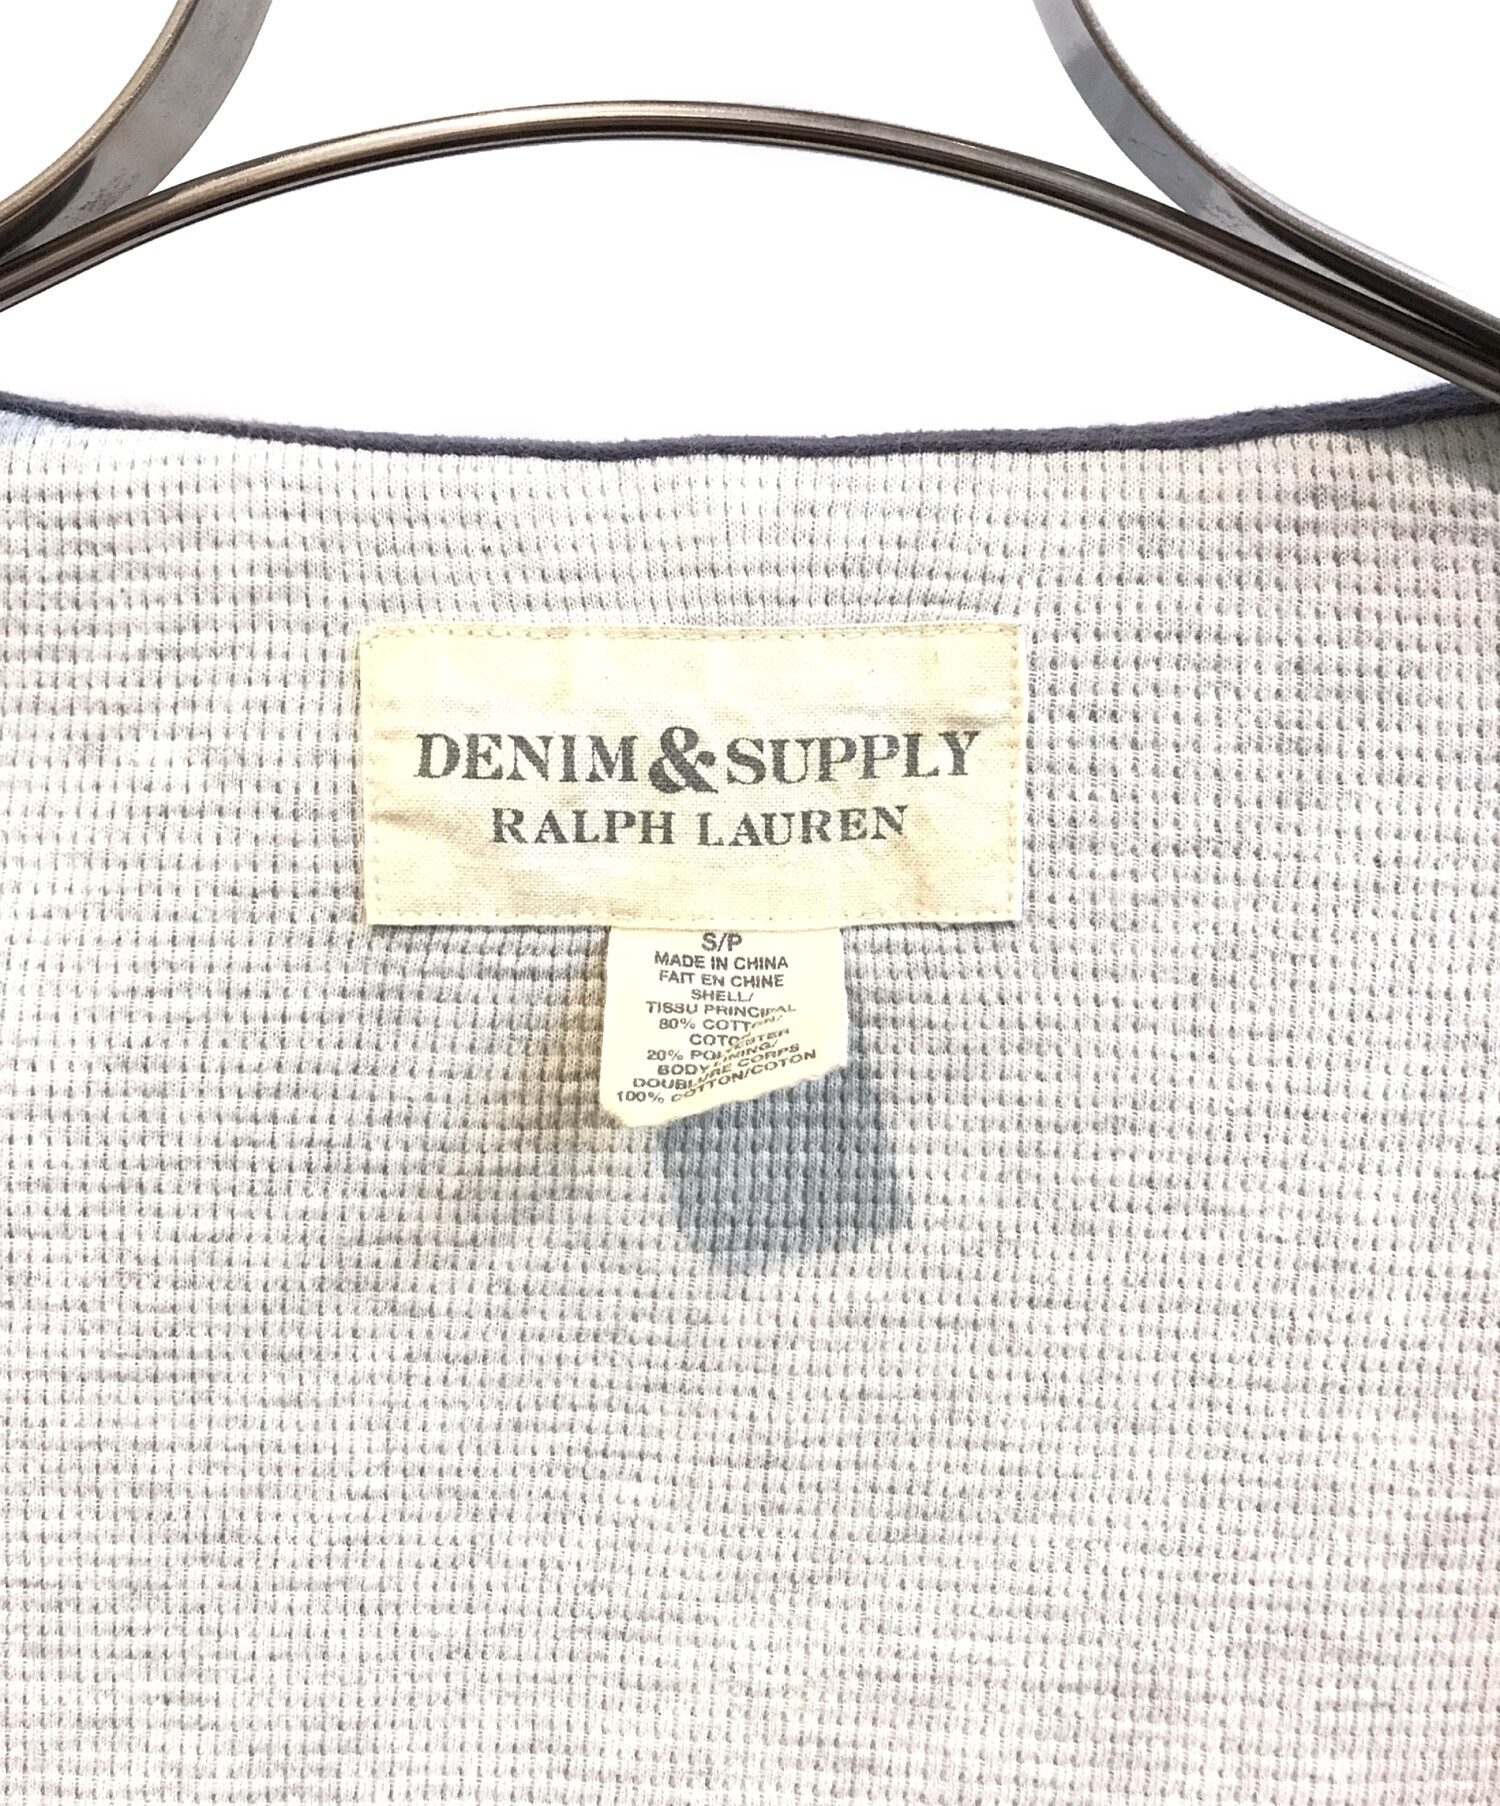 DENIM & SUPPLY
RALPH LAUREN
S/P
MADE IN CHINA
FAIT EN CHINE
SHELL/
TISSU PRINCIPAL
80% COTTON/
COTON
20% POLYESTER
BODY LINING/
DOUBLURE CORPS
100% COTTON/COTON